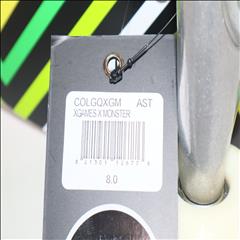 COLGQXGM AST
XGAMES X MONSTER
8.0